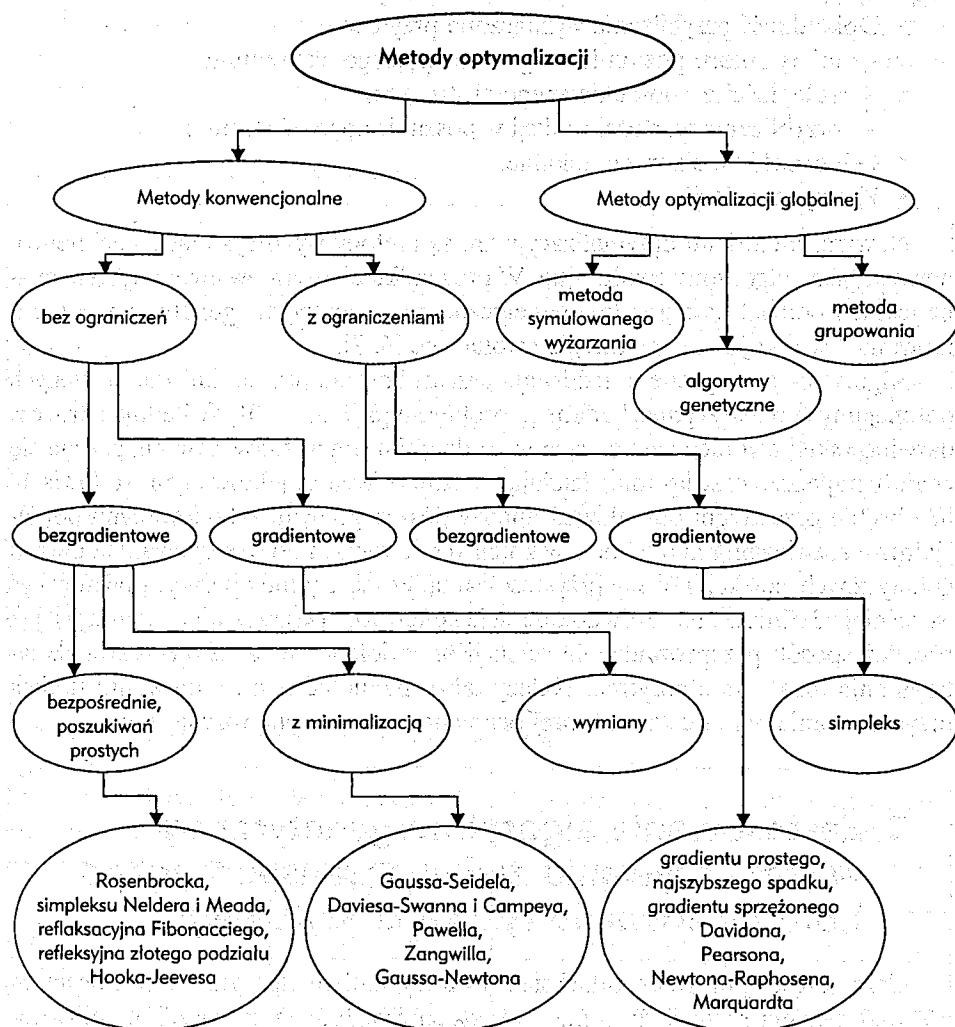 Metody optymalizacji
Metody konwencjonalne
Metody optymalizacji globalnej
bez ograniczeń
z ograniczeniami
metoda
symulowanego
wyżarzania
metoda
grupowania
algorytmy
genetyczne
bezgradientowe
gradientowe
bezgradientowe
gradientowe
bezpośrednie,
poszukiwań
prostych
z minimalizacją
wymiany
simpleks
Rosenbrocka,
simpleksu Neldera i Meada,
reflaksacyjna Fibonacciego,
refleksyjna złotego podziału
Hooka-Jeevesa
Gaussa-Seidela,
Daviesa-Swanna i Campeya,
Pawella,
Zangwilla,
Gaussa-Newtona
gradientu prostego,
najszybszego spadku,
gradientu sprzężonego
Davidona,
Pearsona,
Newtona-Raphosena,
Marquardta